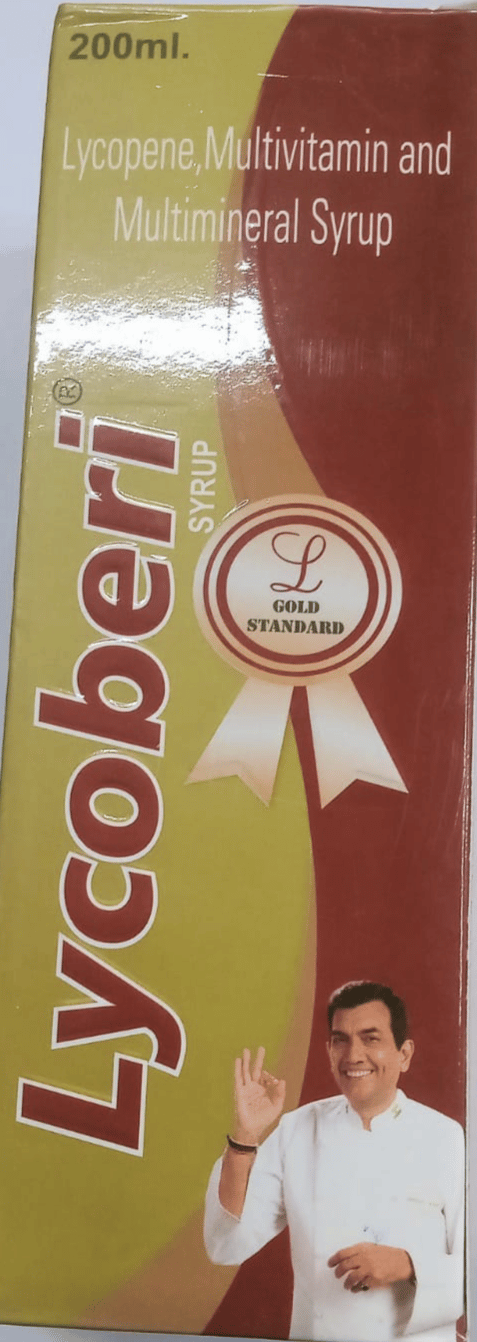 200ml.
Lycopene,Multivitamin and
Multimineral Syrup
Lycoberi®
SYRUP
L
GOLD
STANDARD